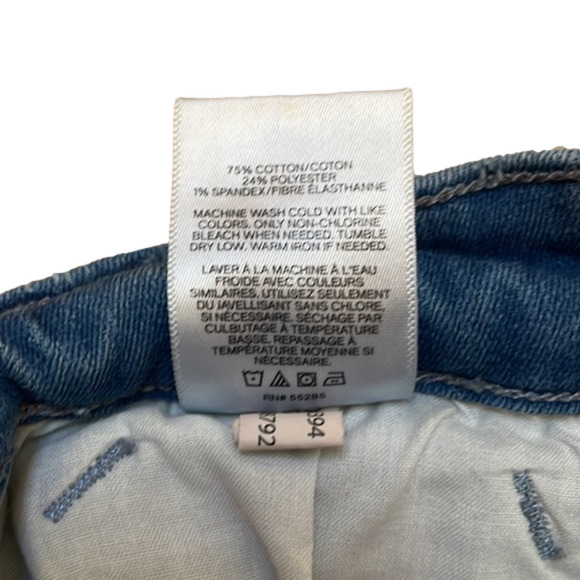 75% COTTON/COTON
24% POLYESTER
1% SPANDEX/FIBRE ÉLASTHANNE
MACHINE WASH COLD WITH LIKE
COLORS. ONLY NON-CHLORINE
BLEACH WHEN NEEDED. TUMBLE
DRY LOW. WARM IRON IF NEEDED.
LAVER À LA MACHINE À L'EAU
FROIDE AVEC COULEURS
SIMILAIRES. UTILISEZ SEULEMENT
DU JAVELLISANT SANS CHLORE,
SI NÉCESSAIRE. SÉCHAGE PAR
CULBUTAGE À TEMPÉRATURE
BASSE. REPASSAGE À
TEMPÉRATURE MOYENNE SI
NÉCESSAIRE.
RN# 55285
394
792